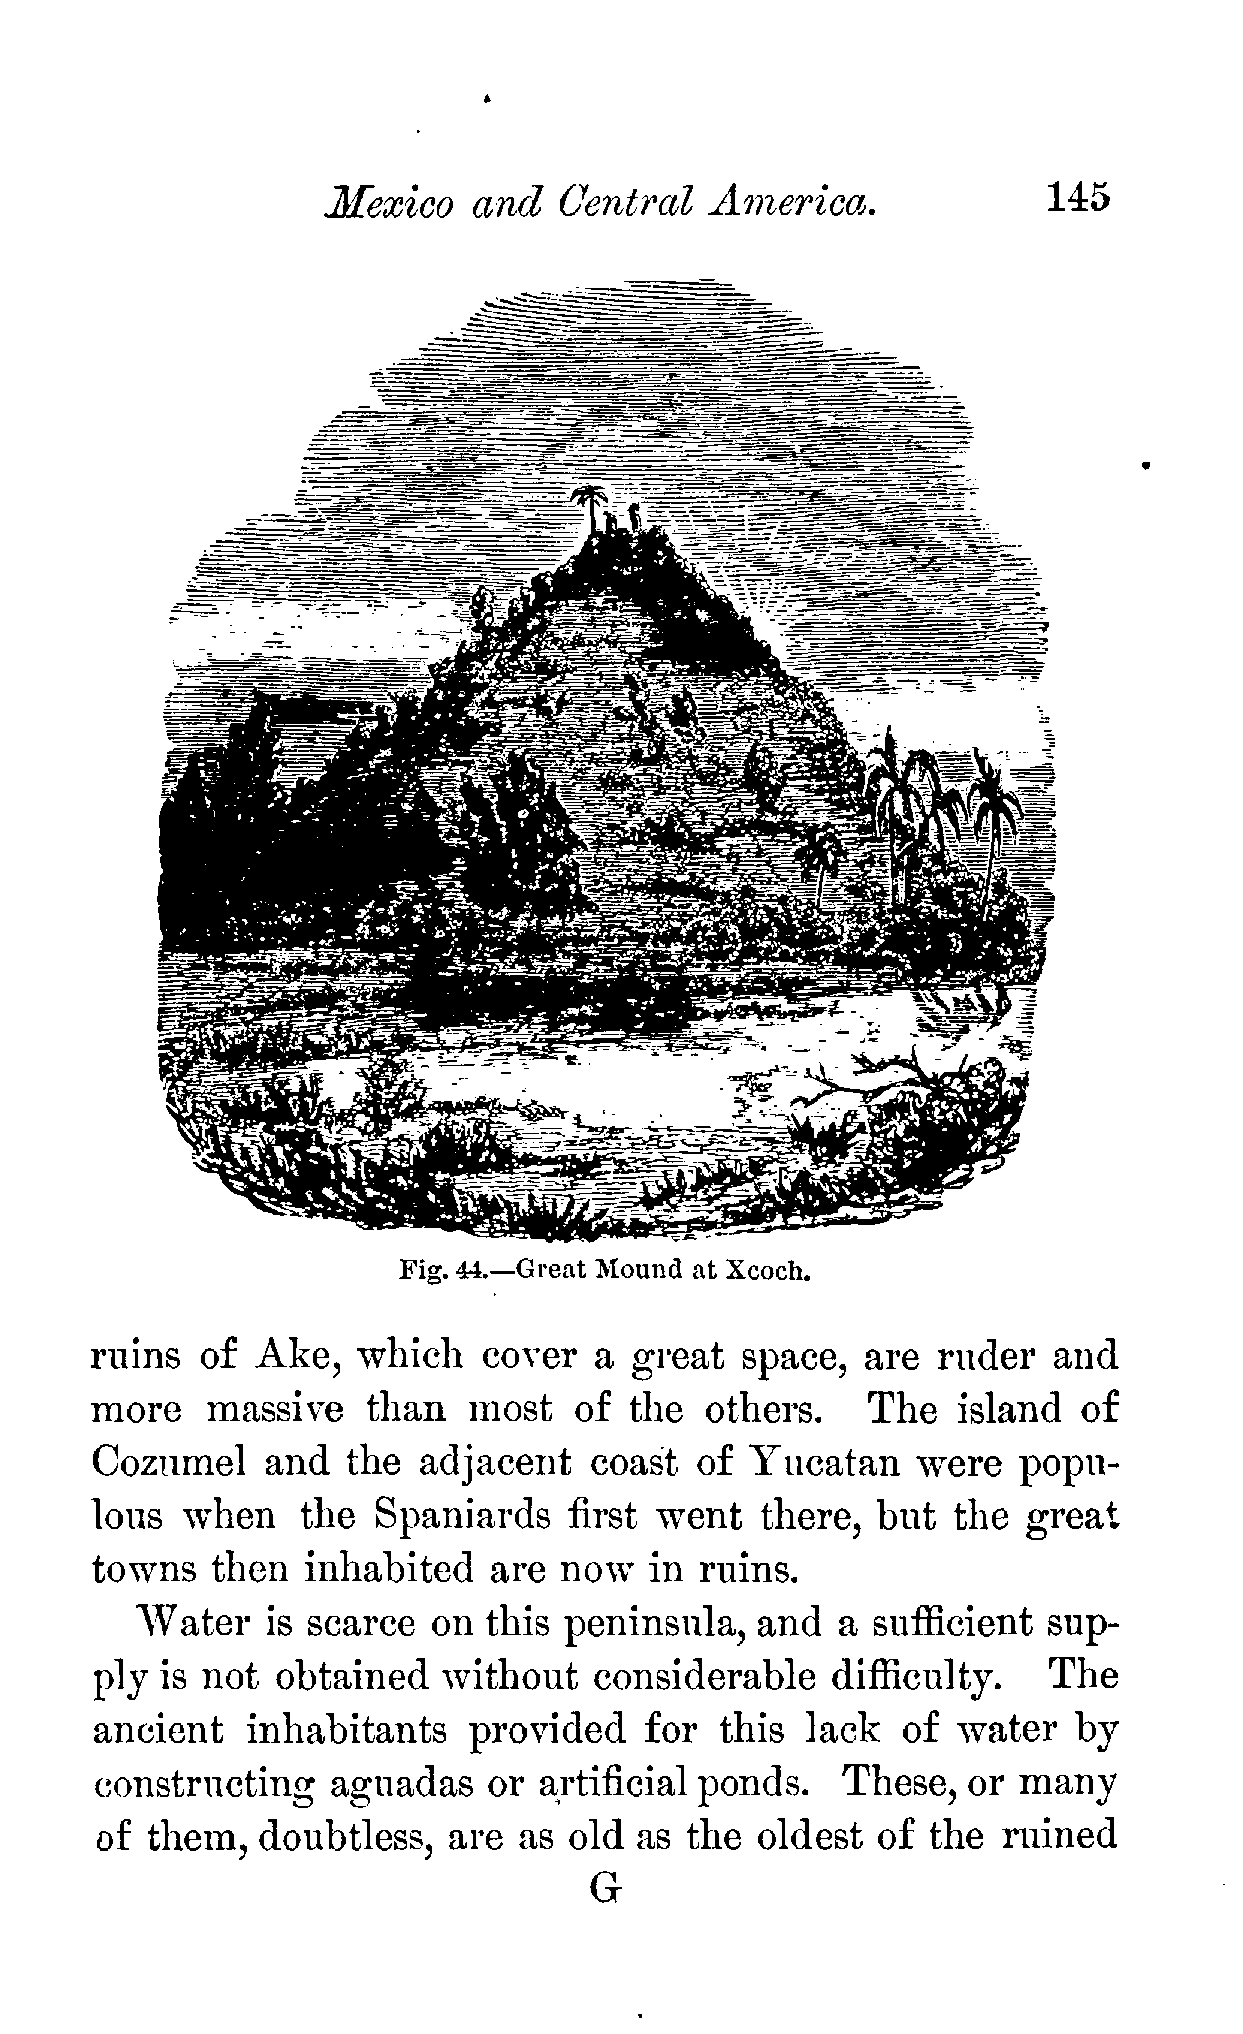 Mexico and Central America. 145
Fig. 44.—Great Mound at Xcoch.
ruins of Ake, which cover a great space, are ruder and
more massive than most of the others. The island of
Cozumel and the adjacent coast of Yucatan were popu-
lous when the Spaniards first went there, but the great
towns then inhabited are now in ruins.
Water is scarce on this peninsula, and a sufficient sup-
ply is not obtained without considerable difficulty. The
ancient inhabitants provided for this lack of water by
constructing aguadas or artificial ponds. These, or many
of them, doubtless, are as old as the oldest of the ruined
G